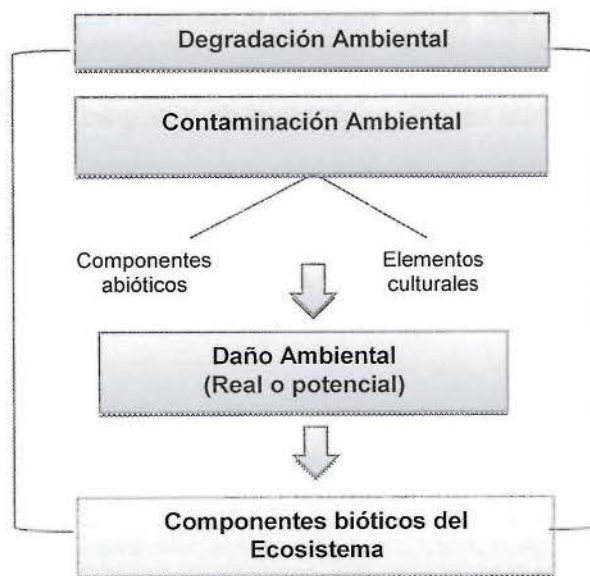 Degradación Ambiental
Contaminación Ambiental
Componentes
abióticos
Elementos
culturales
Daño Ambiental
(Real o potencial)
Componentes bióticos del
Ecosistema